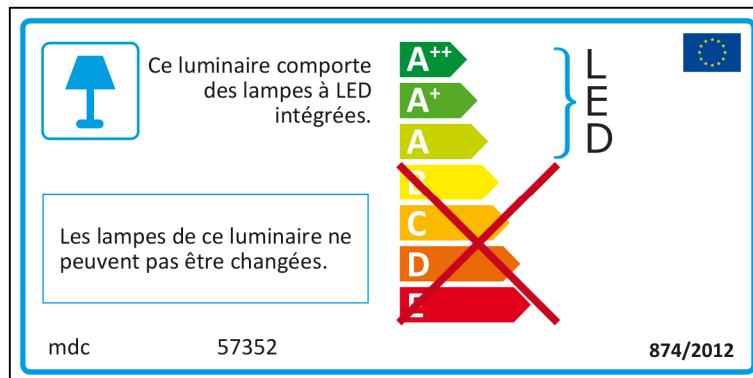 Ce luminaire comporte
des lampes à LED
intégrées.
A++
A+
A
B
C
D
E
L
E
D
Les lampes de ce luminaire ne
peuvent pas être changées.
mdc 57352
874/2012